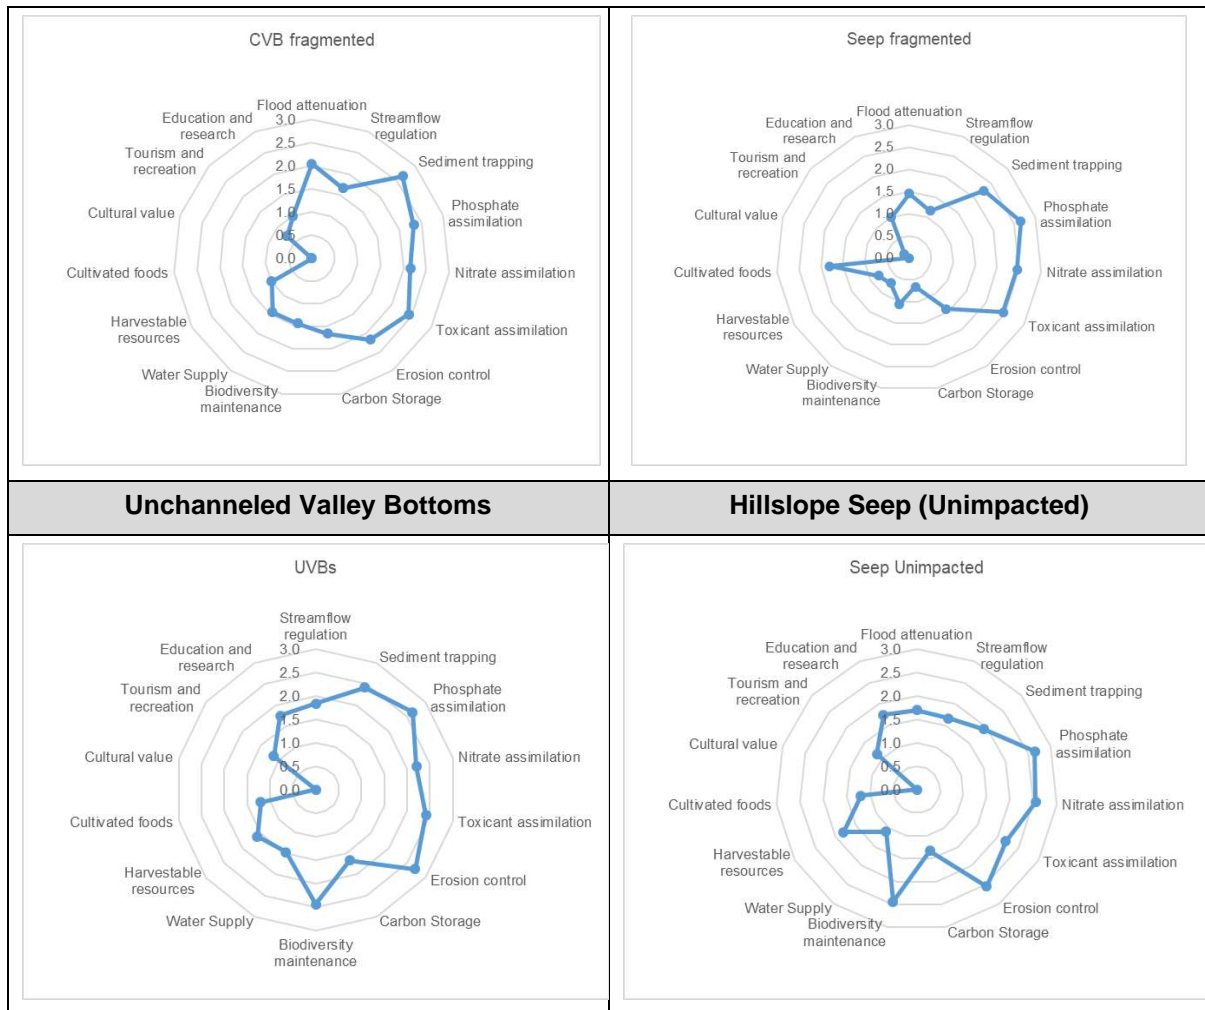 CVB fragmented
Flood attenuation
Streamflow
regulation
Sediment trapping
Phosphate
assimilation
Nitrate assimilation
Toxicant assimilation
Erosion control
Carbon Storage
Biodiversity
maintenance
Water Supply
Harvestable
resources
Cultivated foods
Cultural value
Tourism and
recreation
Education and
research
3.0
2.5
2.0
1.5
1.0
0.5
0.0
Seep fragmented
Flood attenuation
Streamflow
regulation
Sediment trapping
Phosphate
assimilation
Nitrate assimilation
Toxicant assimilation
Erosion control
Carbon Storage
Biodiversity
maintenance
Water Supply
Harvestable
resources
Cultivated foods
Cultural value
Tourism and
recreation
Education and
research
3.0
2.5
2.0
1.5
1.0
0.5
0.0
Unchanneled Valley Bottoms
Hillslope Seep (Unimpacted)
UVBs
Streamflow
regulation
Sediment trapping
Phosphate
assimilation
Nitrate assimilation
Toxicant assimilation
Erosion control
Carbon Storage
Biodiversity
maintenance
Water Supply
Harvestable
resources
Cultivated foods
Cultural value
Tourism and
recreation
Education and
research
3.0
2.5
2.0
1.5
1.0
0.5
0.0
Seep Unimpacted
Flood attenuation
Streamflow
regulation
Sediment trapping
Phosphate
assimilation
Nitrate assimilation
Toxicant assimilation
Erosion control
Carbon Storage
Biodiversity
maintenance
Water Supply
Harvestable
resources
Cultivated foods
Cultural value
Tourism and
recreation
Education and
research
3.0
2.5
2.0
1.5
1.0
0.5
0.0